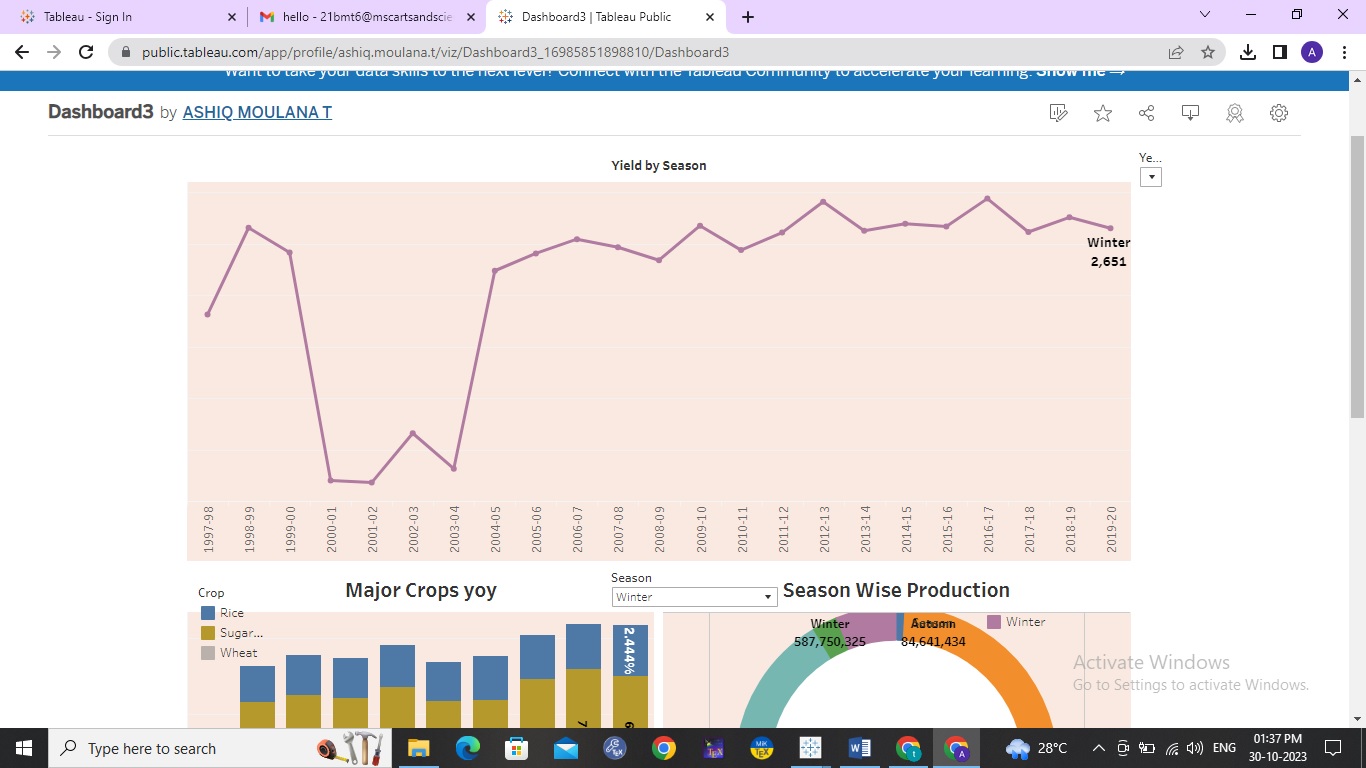 Tableau - Sign In
hello - 21bmt6@mscartsandscie
Dashboard3 | Tableau Public
public.tableau.com/app/profile/ashiq.moulana.t/viz/Dashboard3_16985851898810/Dashboard3
A
Want to take your data skills to the next level? Connect with the Tableau Community to accelerate your learning. Show me →
Dashboard3 by ASHIQ MOULANA T
Yield by Season
Ye...
Winter
2,651
1997-98
1998-99
1999-00
2000-01
2001-02
2002-03
2003-04
2004-05
2005-06
2006-07
2007-08
2008-09
2009-10
2010-11
2011-12
2012-13
2013-14
2014-15
2015-16
2016-17
2017-18
2018-19
2019-20
Crop
Rice
Sugar...
Wheat
Major Crops yoy
2.444%
7
6
Season
Winter
Season Wise Production
Winter
587,750,325
Autumn
84,641,434
Winter
Activate Windows
Go to Settings to activate Windows.
Type here to search
28°C
ENG
01:37 PM
30-10-2023